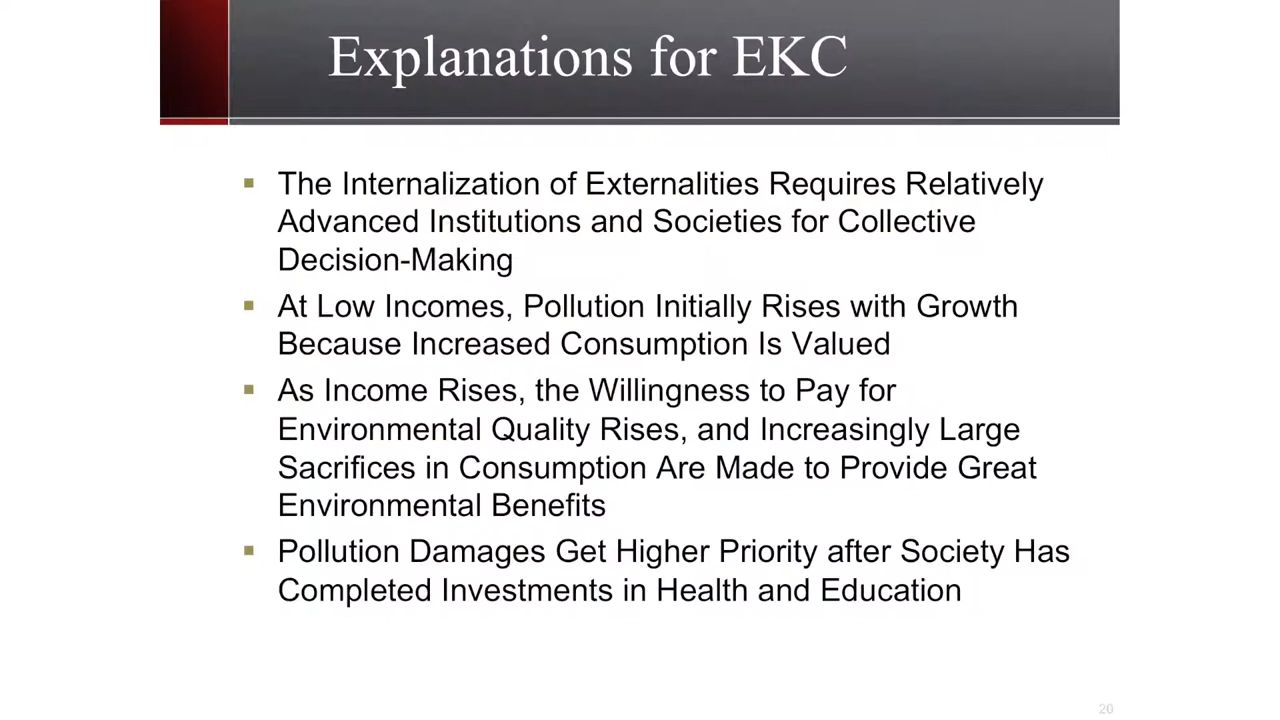 Explanations for EKC
The Internalization of Externalities Requires Relatively
Advanced Institutions and Societies for Collective
Decision-Making
At Low Incomes, Pollution Initially Rises with Growth
Because Increased Consumption Is Valued
As Income Rises, the Willingness to Pay for
Environmental Quality Rises, and Increasingly Large
Sacrifices in Consumption Are Made to Provide Great
Environmental Benefits
Pollution Damages Get Higher Priority after Society Has
Completed Investments in Health and Education
20